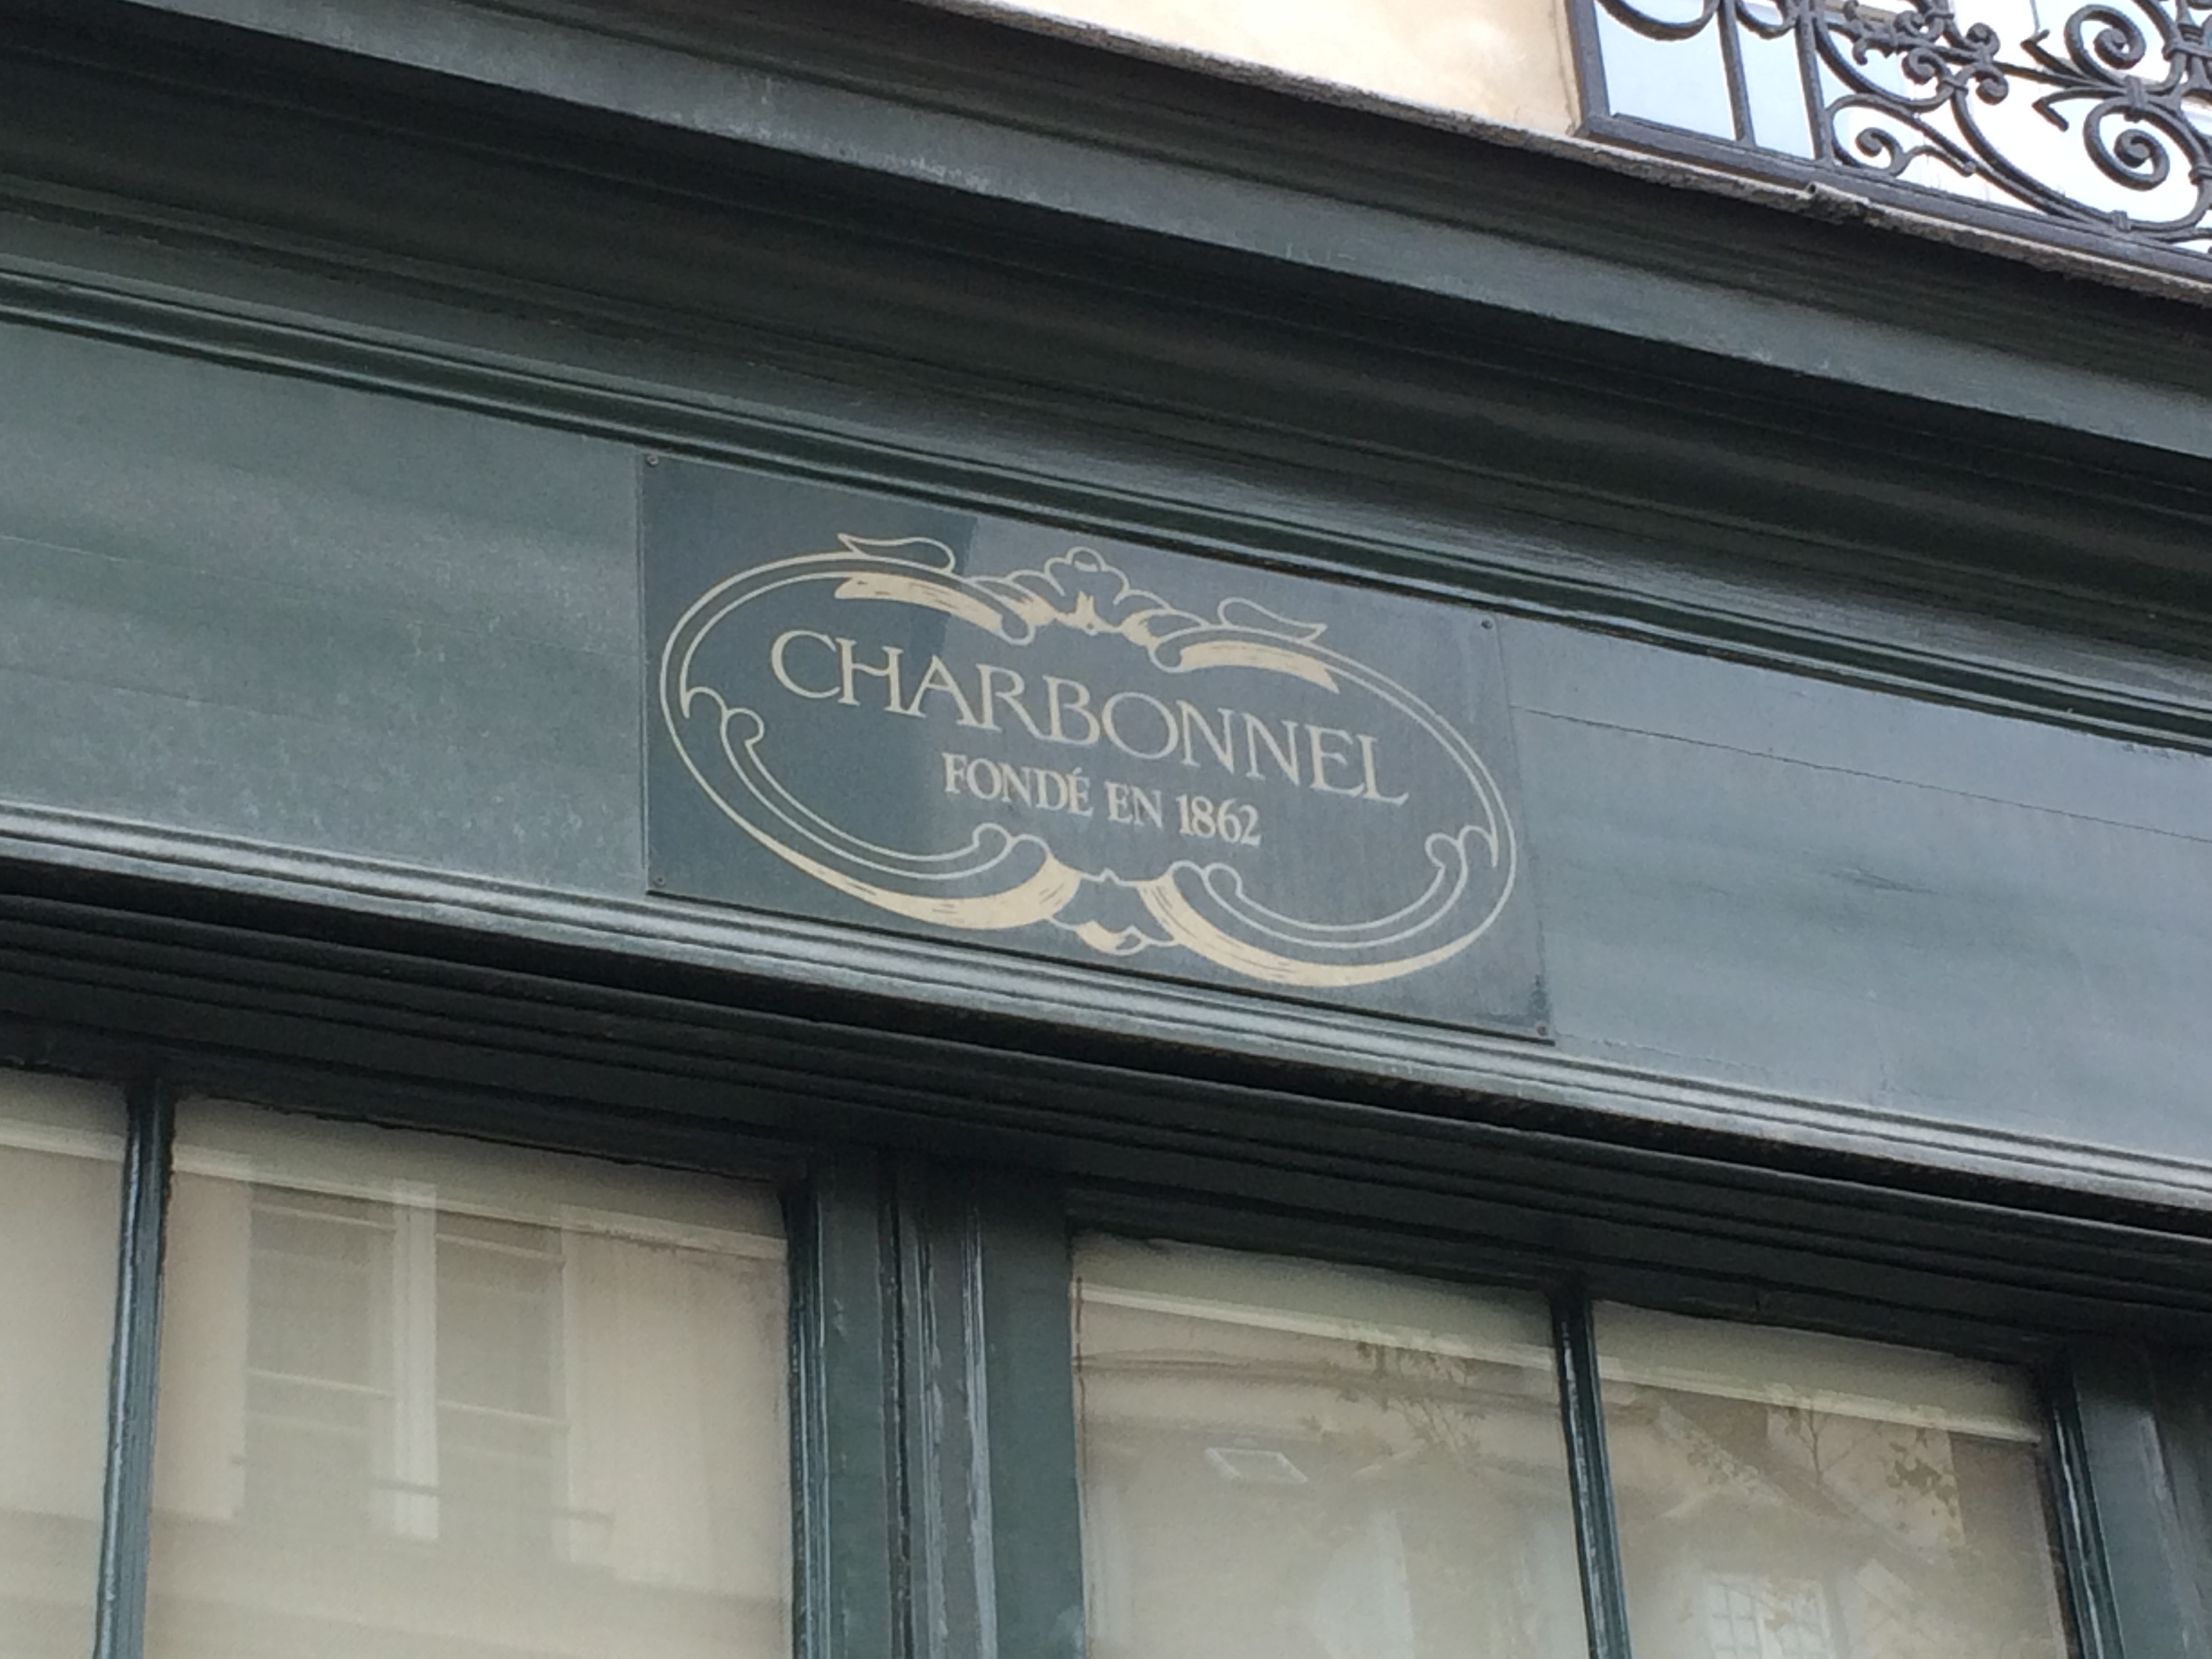 CHARBONNEL
FONDÉ EN 1862